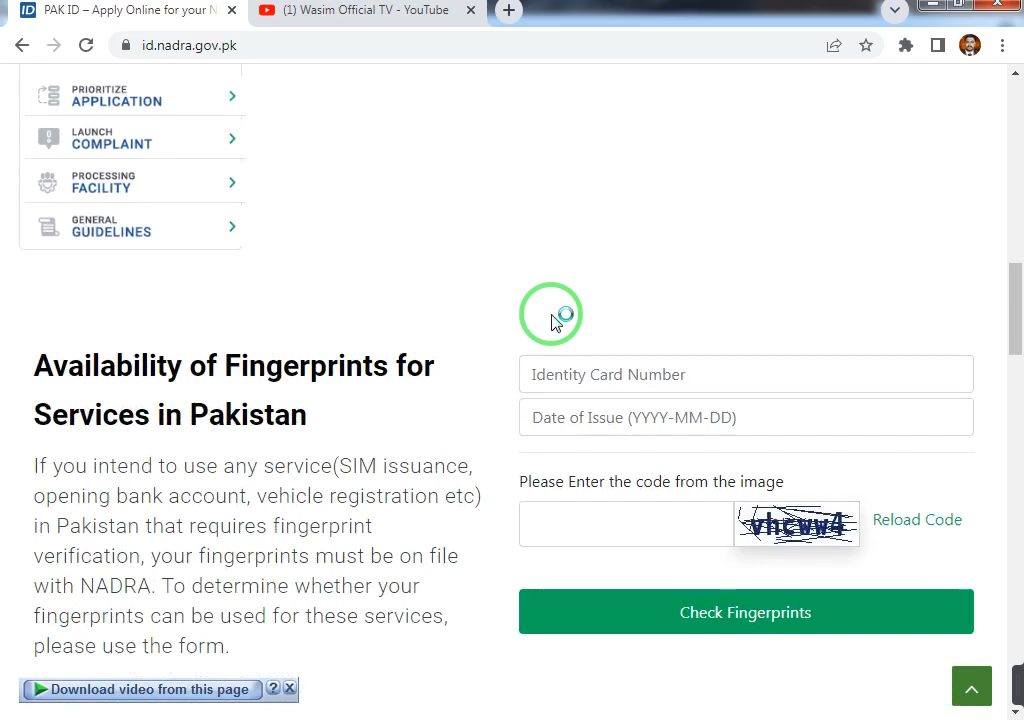 PAK ID – Apply Online for your N
(1) Wasim Official TV - YouTube
id.nadra.gov.pk
PRIORITIZE
APPLICATION
LAUNCH
COMPLAINT
PROCESSING
FACILITY
GENERAL
GUIDELINES
Availability of Fingerprints for
Services in Pakistan
If you intend to use any service(SIM issuance,
opening bank account, vehicle registration etc)
in Pakistan that requires fingerprint
verification, your fingerprints must be on file
with NADRA. To determine whether your
fingerprints can be used for these services,
please use the form.
Identity Card Number
Date of Issue (YYYY-MM-DD)
Please Enter the code from the image
vhcww4
Reload Code
Check Fingerprints
Download video from this page